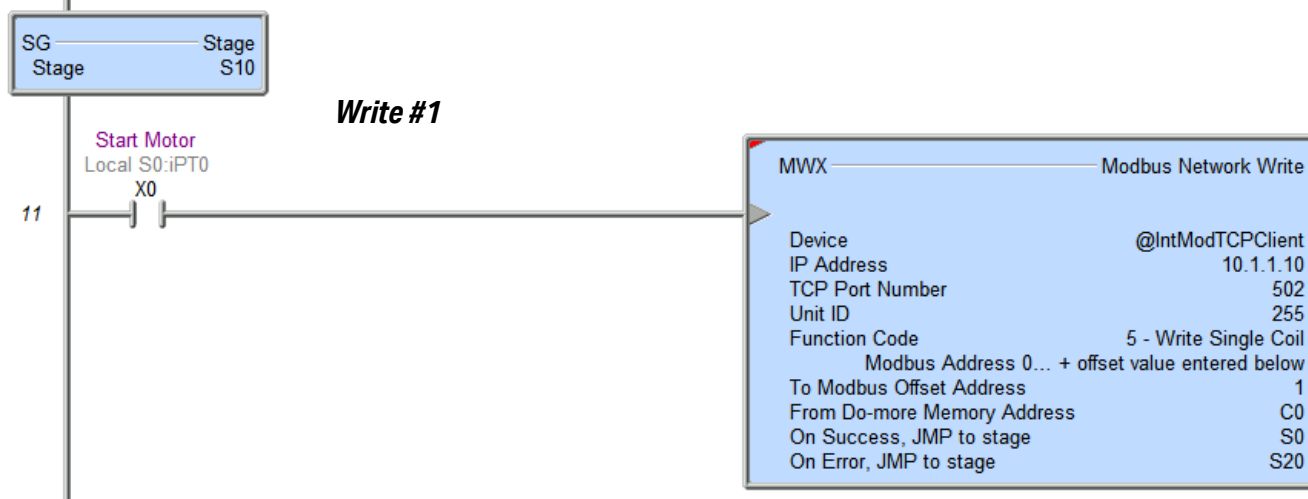 SG Stage
Stage S10
Write #1
Start Motor
Local S0:iPT0
X0
11
MWX Modbus Network Write
Device @IntModTCPClient
IP Address 10.1.1.10
TCP Port Number 502
Unit ID 255
Function Code 5 - Write Single Coil
Modbus Address 0... + offset value entered below
To Modbus Offset Address 1
From Do-more Memory Address C0
On Success, JMP to stage S0
On Error, JMP to stage S20